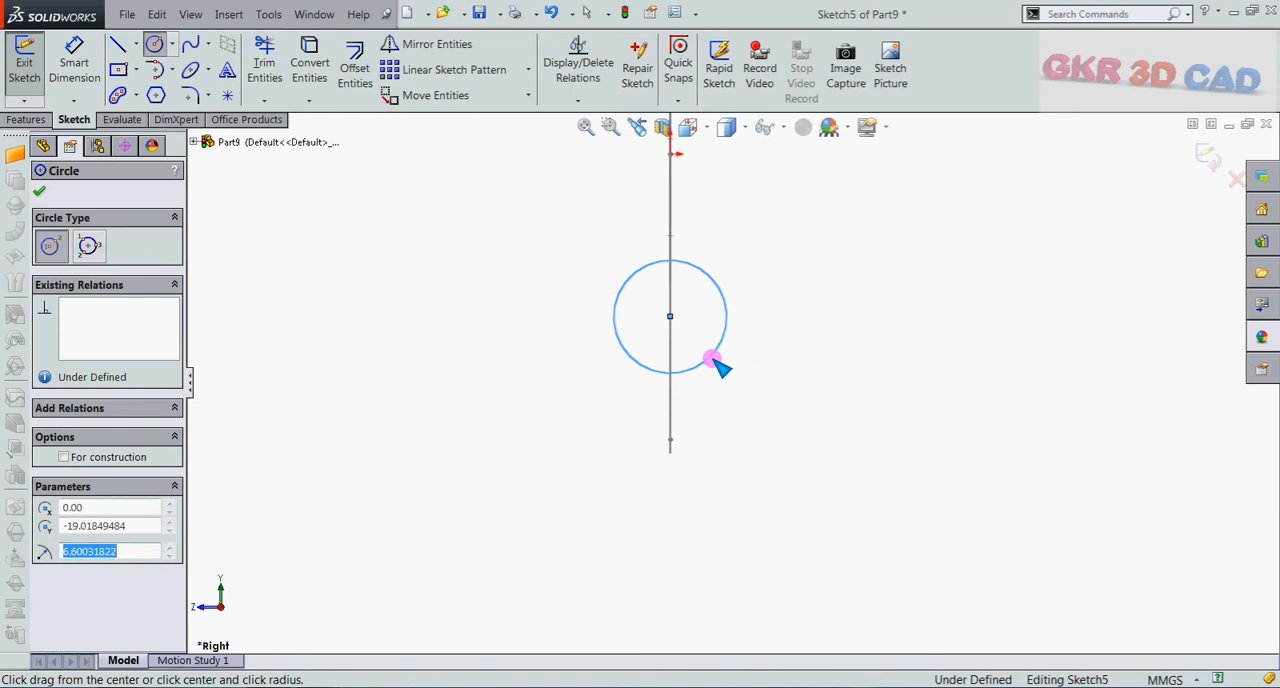 SOLIDWORKS File Edit View Insert Tools Window Help Sketch5 of Part9 * Search Commands
Exit Sketch Smart Dimens... Trim Entities Convert Entities Offset Entities Mirror Entities Linear Sketch Pattern Move Entities Display/Delete Relations Repair Sketch Quick Snaps Rapid Sketch Record Video Stop Video Record Image Capture Sketch Picture GKR 3D CAD
Features Sketch Evaluate DimXpert Office Products
Part9 (Default<<Default>_...
Circle ?
Circle Type
Existing Relations
Under Defined
Add Relations
Options
For construction
Parameters
0.00
-19.01849484
6.60031822
Y
Z
*Right
Model Motion Study 1
Click drag from the center or click center and click radius. Under Defined Editing Sketch5 MMGS